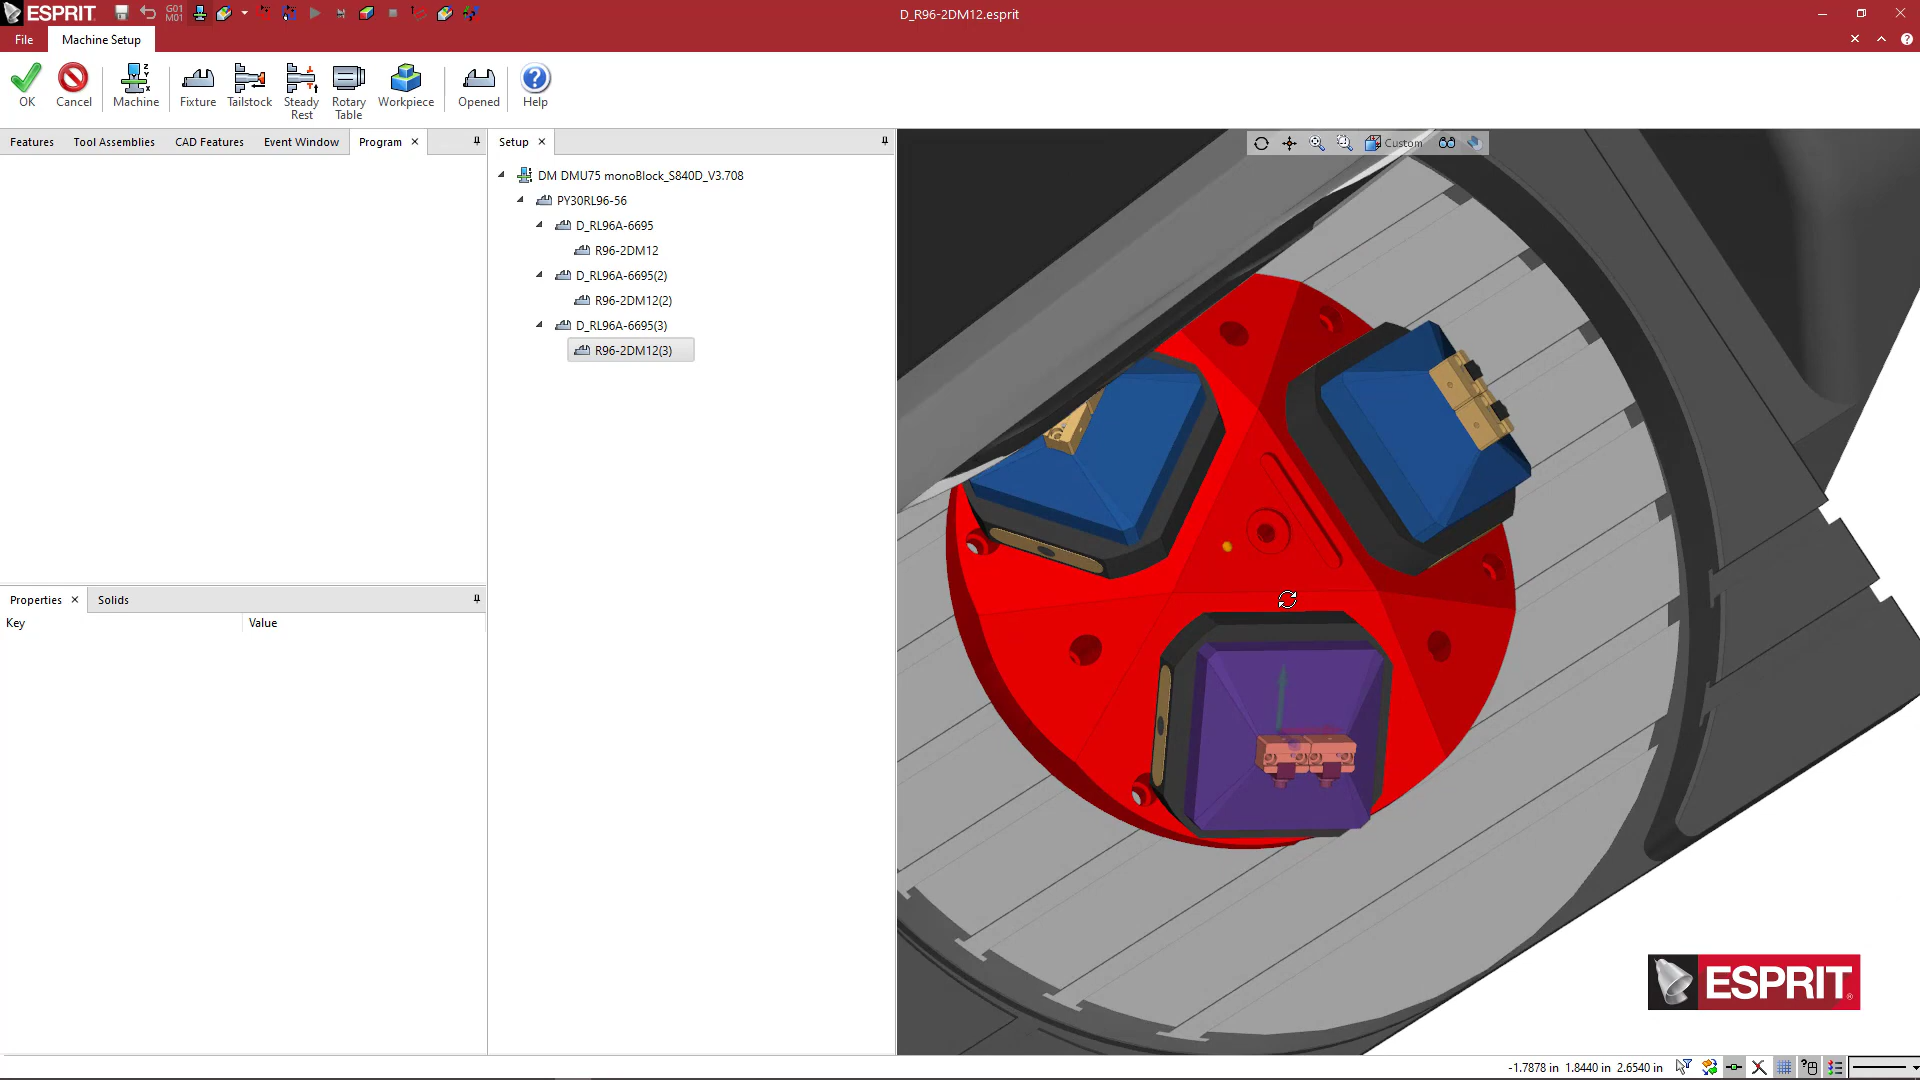 ESPRIT
G01
M01
D_R96-2DM12.esprit
File
Machine Setup
OK
Cancel
Machine
Fixture
Tailstock
Steady
Rest
Rotary
Table
Workpiece
Opened
Help
Features
Tool Assemblies
CAD Features
Event Window
Program
Setup
Custom
DM DMU75 monoBlock_S840D_V3.708
PY30RL96-56
D_RL96A-6695
R96-2DM12
D_RL96A-6695(2)
R96-2DM12(2)
D_RL96A-6695(3)
R96-2DM12(3)
Properties
Solids
Key
Value
ESPRIT
-1.7878 in 1.8440 in 2.6540 in